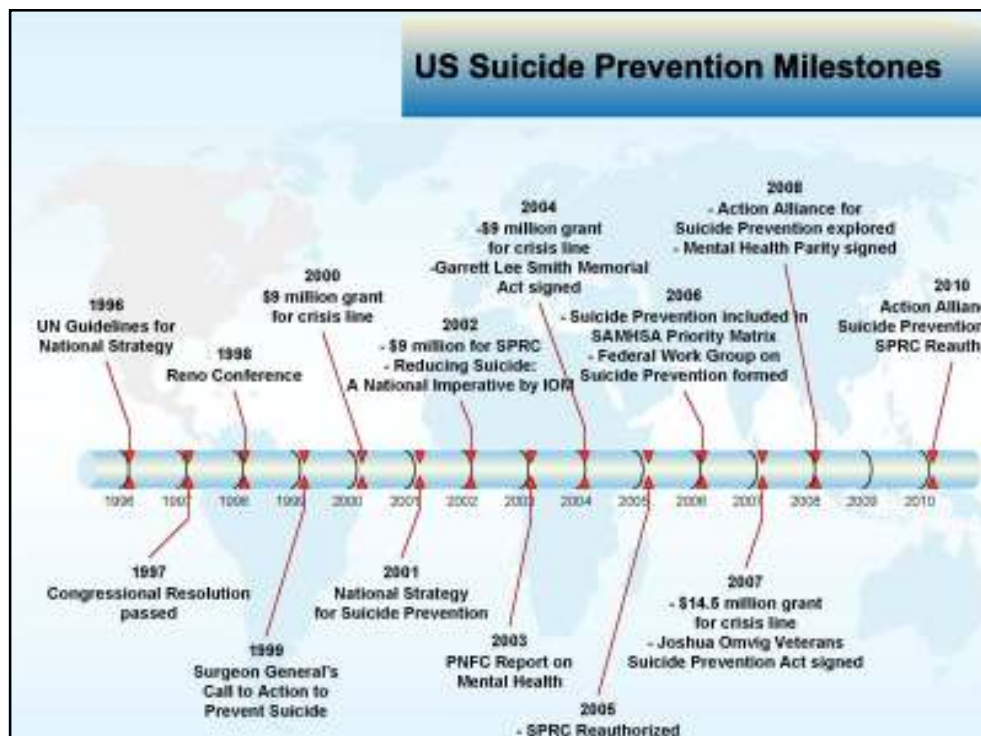 US Suicide Prevention Milestones
2008
- Action Alliance for
Suicide Prevention explored
- Mental Health Parity signed
2004
-$9 million grant
for crisis line
-Garrett Lee Smith Memorial
Act signed
2000
$9 million grant
for crisis line
2010
Action Allianc
Suicide Prevention
SPRC Reauth
1996
UN Guidelines for
National Strategy
2006
- Suicide Prevention included in
SAMHSA Priority Matrix
- Federal Work Group on
Suicide Prevention formed
2002
- $9 million for SPRC
- Reducing Suicide:
A National Imperative by IOM
1998
Reno Conference
1996 1997 1998 1999 2000 2001 2002 2003 2004 2005 2006 2007 2008 2009 2010
1997
Congressional Resolution
passed
2001
National Strategy
for Suicide Prevention
2007
- $14.5 million grant
for crisis line
- Joshua Omvig Veterans
Suicide Prevention Act signed
2003
PNFC Report on
Mental Health
1999
Surgeon General's
Call to Action to
Prevent Suicide
2005
- SPRC Reauthorized